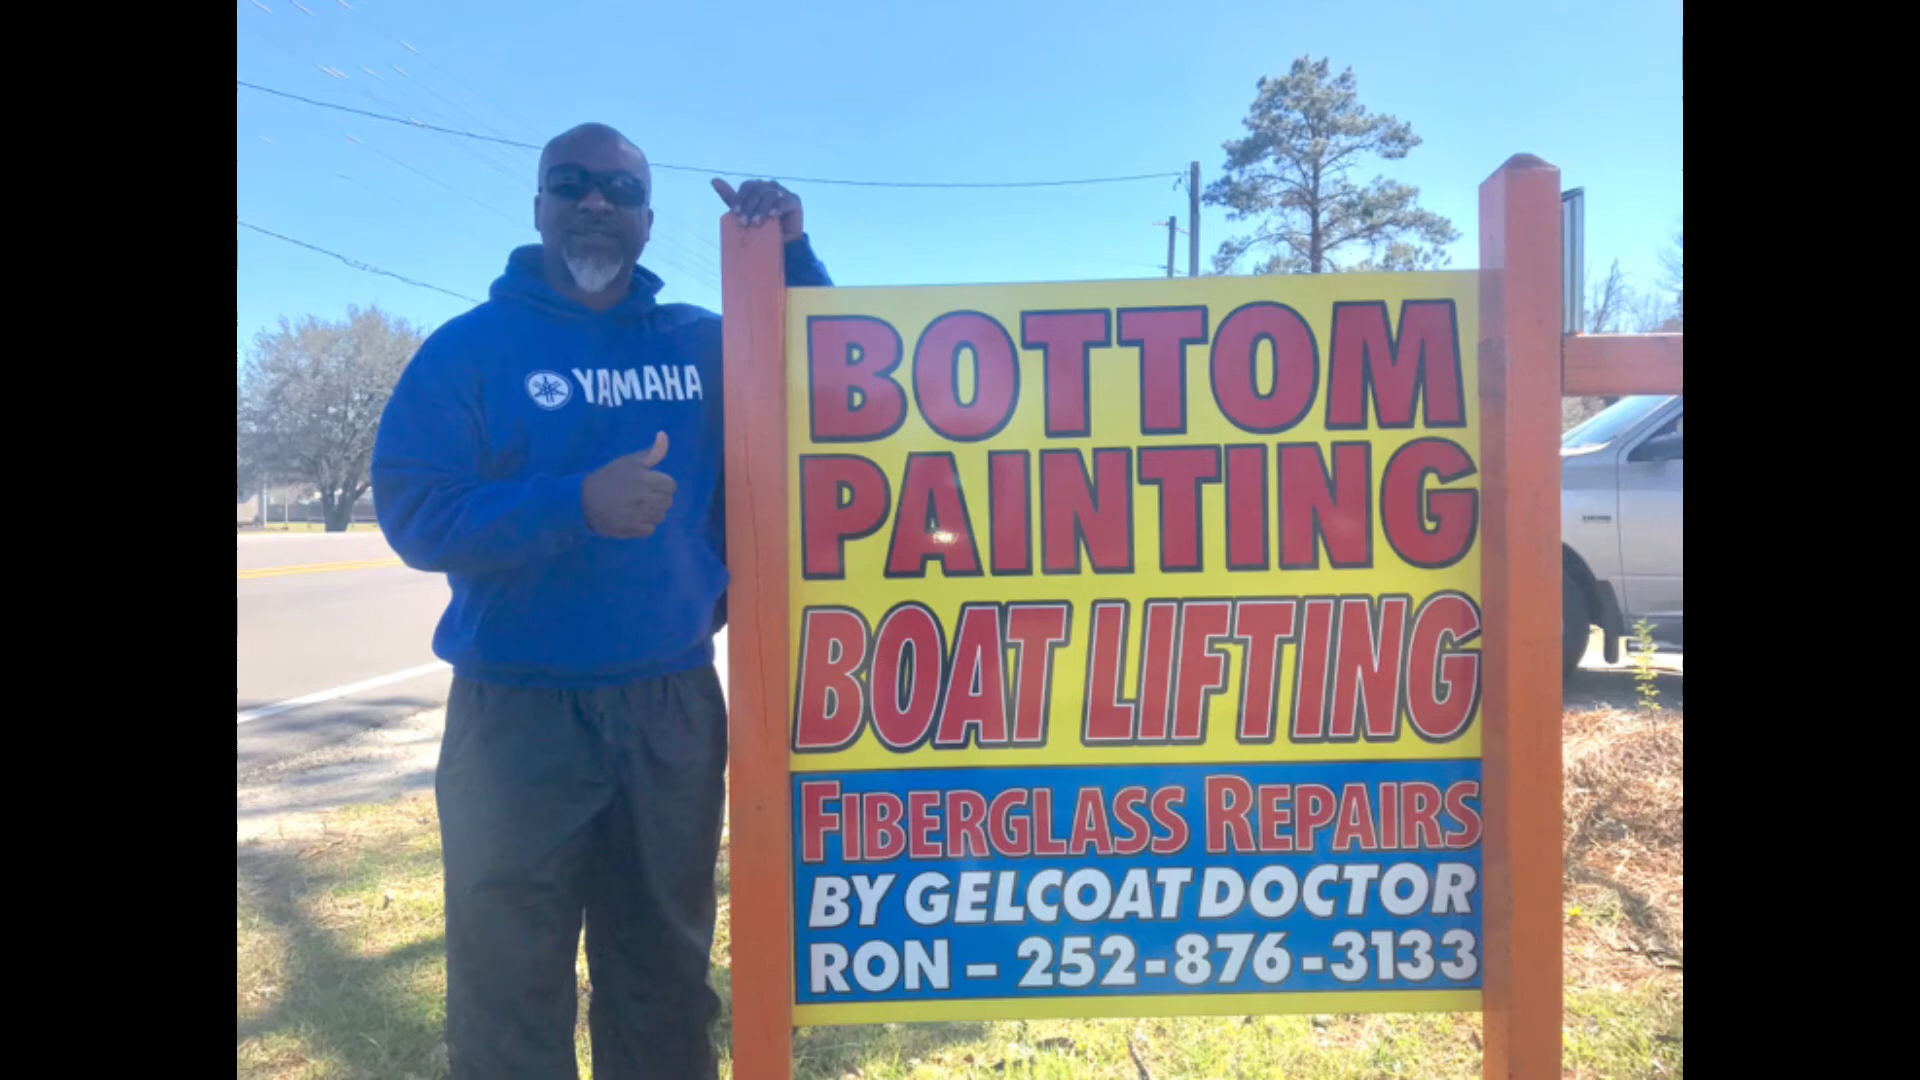 YAMAHA
BOTTOM
PAINTING
BOAT LIFTING
FIBERGLASS REPAIRS
BY GELCOAT DOCTOR
RON – 252-876-3133